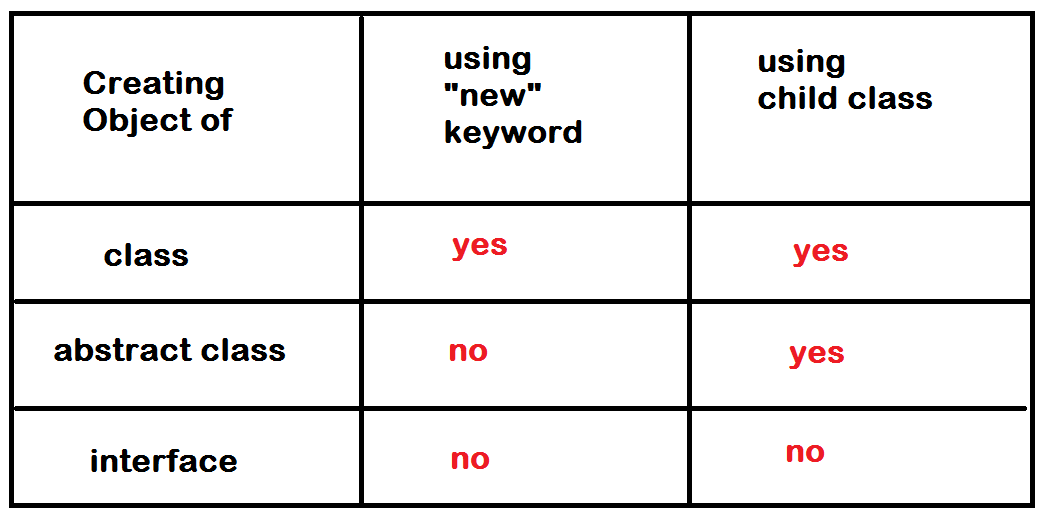 Creating
Object of
using
"new"
keyword
using
child class
class
yes
yes
abstract class
no
yes
interface
no
no